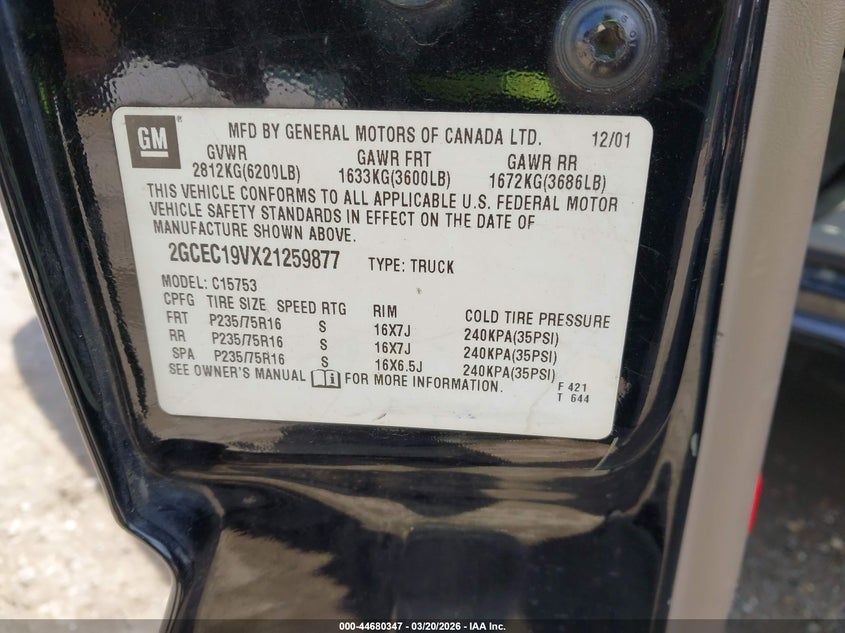 GM
MFD BY GENERAL MOTORS OF CANADA LTD. 12/01
GVWR GAWR FRT GAWR RR
2812KG(6200LB) 1633KG(3600LB) 1672KG(3686LB)
THIS VEHICLE CONFORMS TO ALL APPLICABLE U.S. FEDERAL MOTOR
VEHICLE SAFETY STANDARDS IN EFFECT ON THE DATE OF
MANUFACTURE SHOWN ABOVE.
2GCEC19VX21259877 TYPE: TRUCK
MODEL: C15753
CPFG TIRE SIZE SPEED RTG RIM COLD TIRE PRESSURE
FRT P235/75R16 S 16X7J 240KPA(35PSI)
RR P235/75R16 S 16X7J 240KPA(35PSI)
SPA P235/75R16 S 16X6.5J 240KPA(35PSI)
SEE OWNER'S MANUAL FOR MORE INFORMATION.
F 421
T 644
000-44680347 | 03/20/2026 – IAA Inc.